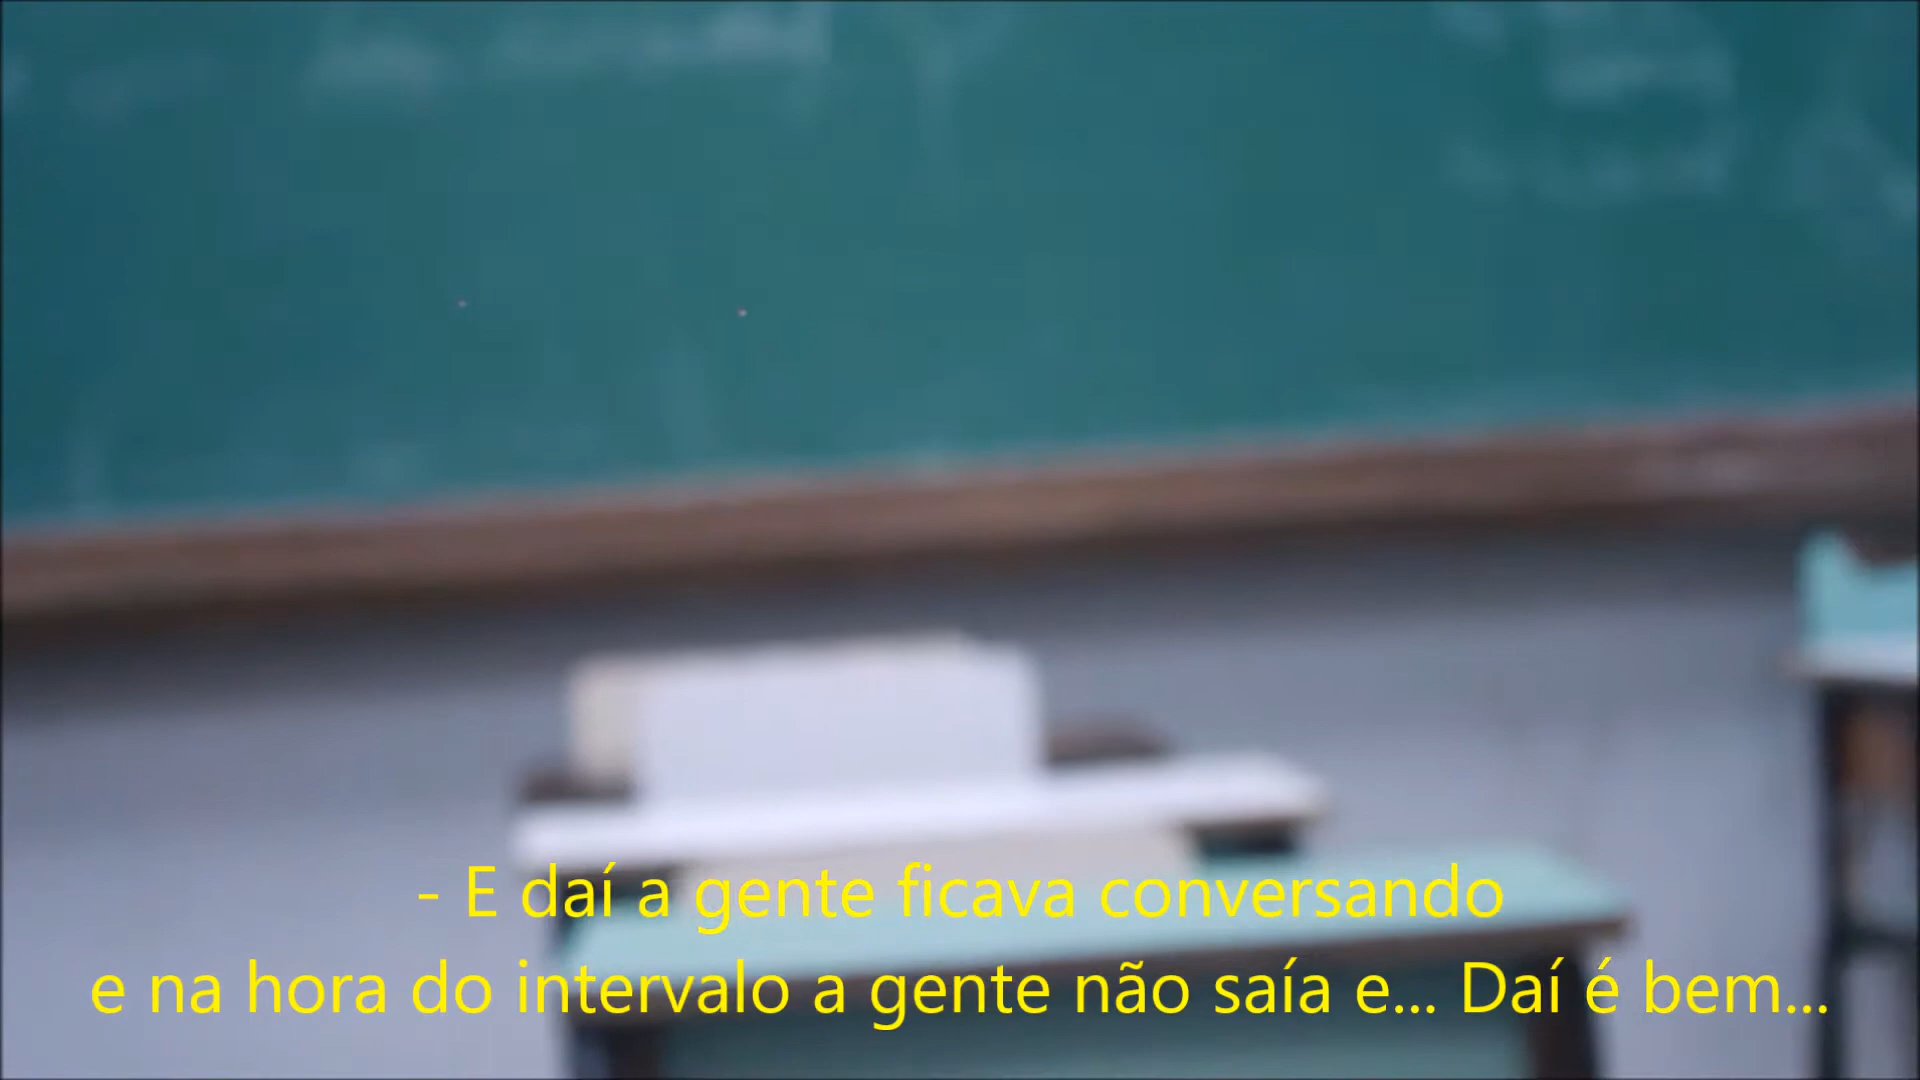 - E daí a gente ficava conversando
e na hora do intervalo a gente não saía e... Daí é bem...